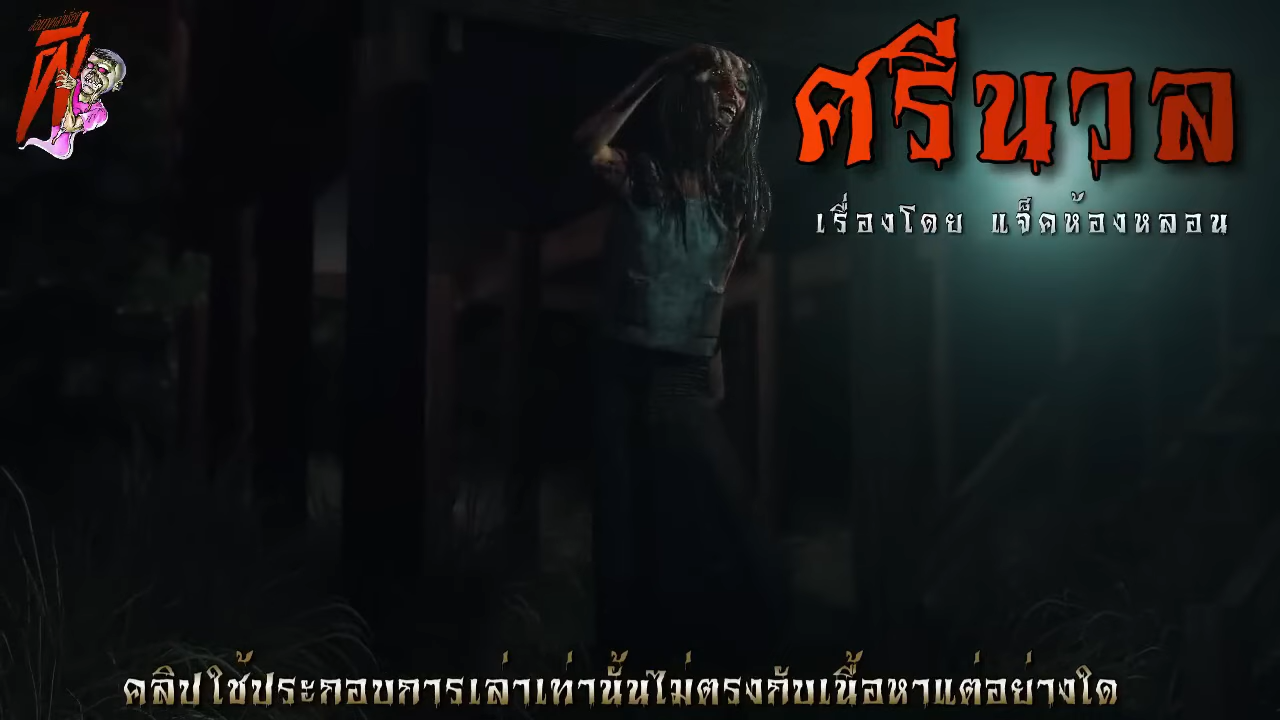 ผี
ศรีนวล
เรื่องโดย แจ็คห้องหลอน
คลิปใช้ประกอบการเล่าเท่านั้นไม่ตรงกับเนื้อหาแต่อย่างใด